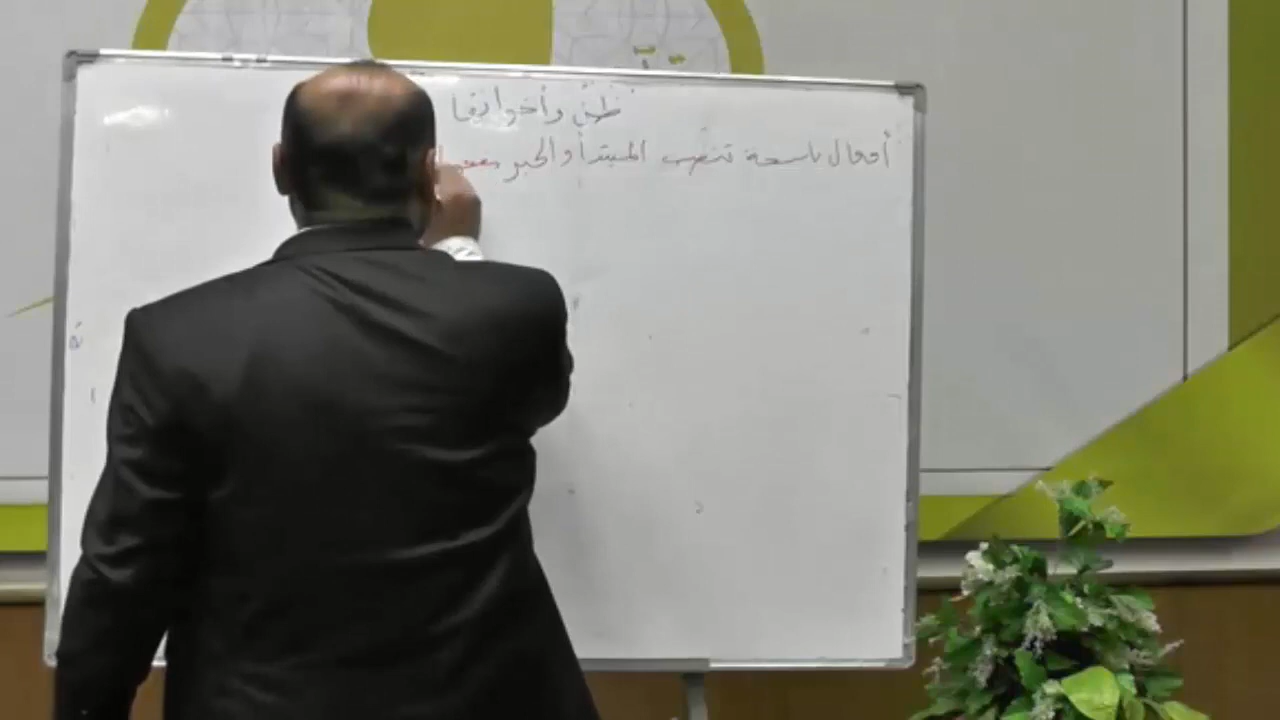 ظنّ وأخواتها
أفعال ناسخة تنصب المبتدأ والخبر